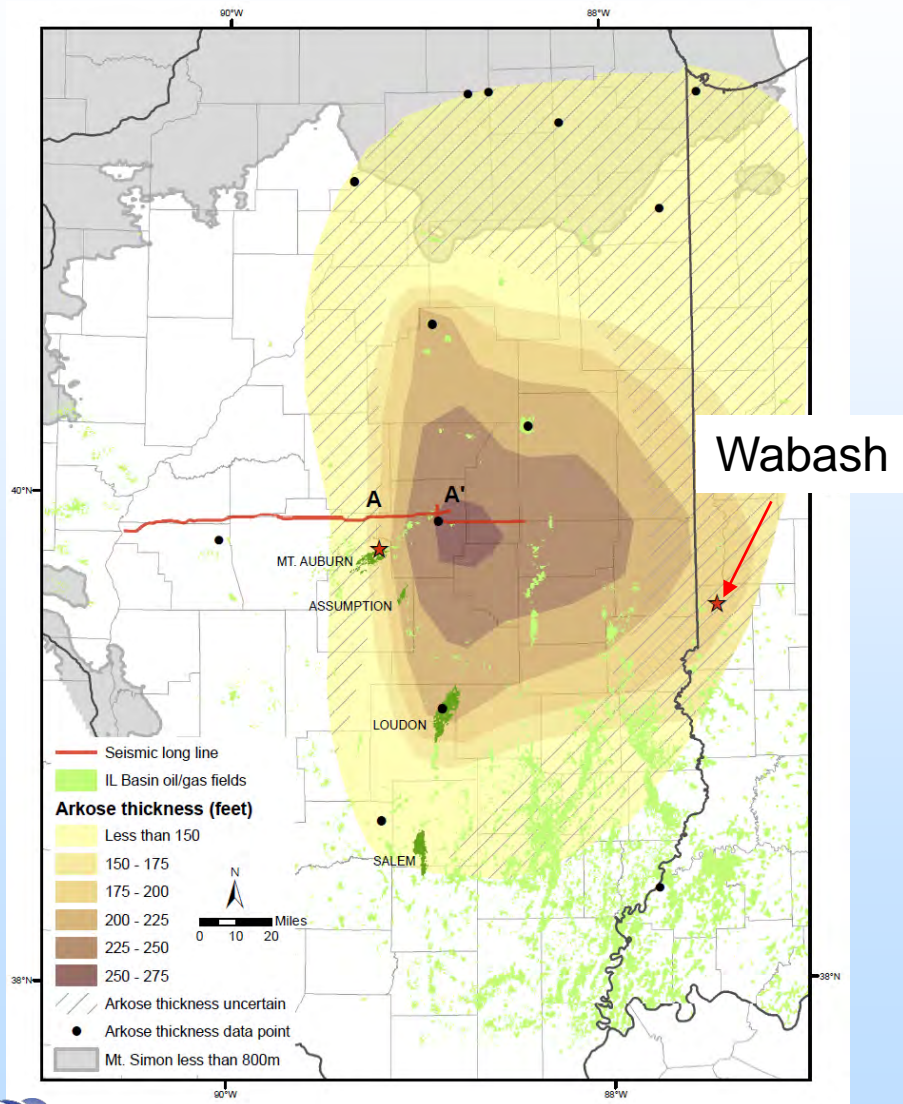 90°W
88°W
40°N
Wabash
A
A'
MT. AUBURN
ASSUMPTION
LOUDON
SALEM
Seismic long line
IL Basin oil/gas fields
Arkose thickness (feet)
Less than 150
150 - 175
175 - 200
200 - 225
225 - 250
250 - 275
N
Miles
0 10 20
Arkose thickness uncertain
Arkose thickness data point
Mt. Simon less than 800m
38°N
38°N
90°W
88°W